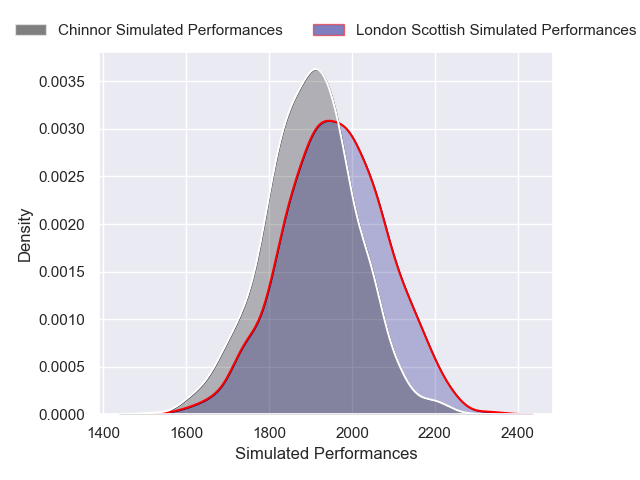 Chinnor Simulated Performances London Scottish Simulated Performances
0.0035
0.0030
0.0025
0.0020
0.0015
0.0010
0.0005
0.0000
Density
1400 1600 1800 2000 2200 2400
Simulated Performances